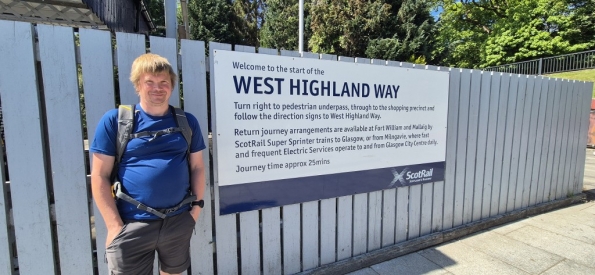 Welcome to the start of the
WEST HIGHLAND WAY
Turn right to pedestrian underpass, through to the shopping precinct and
follow the direction signs to West Highland Way.
Return journey arrangements are available at Fort William and Mallaig by
ScotRail Super Sprinter trains to Glasgow, or from Milngavie, where fast
and frequent Electric Services operate to and from Glasgow City Centre daily.
Journey time approx 25mins
ScotRail